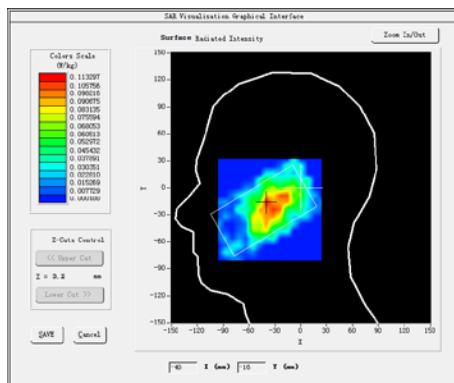 SAR Visualisation Graphical Interface
Surface Radiated Intensity
Zoom In/Out
Colors Scale
(W/kg)
0.113297
0.105756
0.098216
0.090675
0.083135
0.075594
0.068053
0.060513
0.052972
0.045432
0.037891
0.030351
0.022810
0.015269
0.007729
0.000188
Z-Cuts Control
<< Upper Cut
Z = 3.2 mm
Lower Cut >>
SAVE
Cancel
150
120
90
60
30
0
-30
-60
-90
-120
-150
Y
-150 -120 -90 -60 -30 0 30 60 90 120 150
X
-40 X (mm) -16 Y (mm)